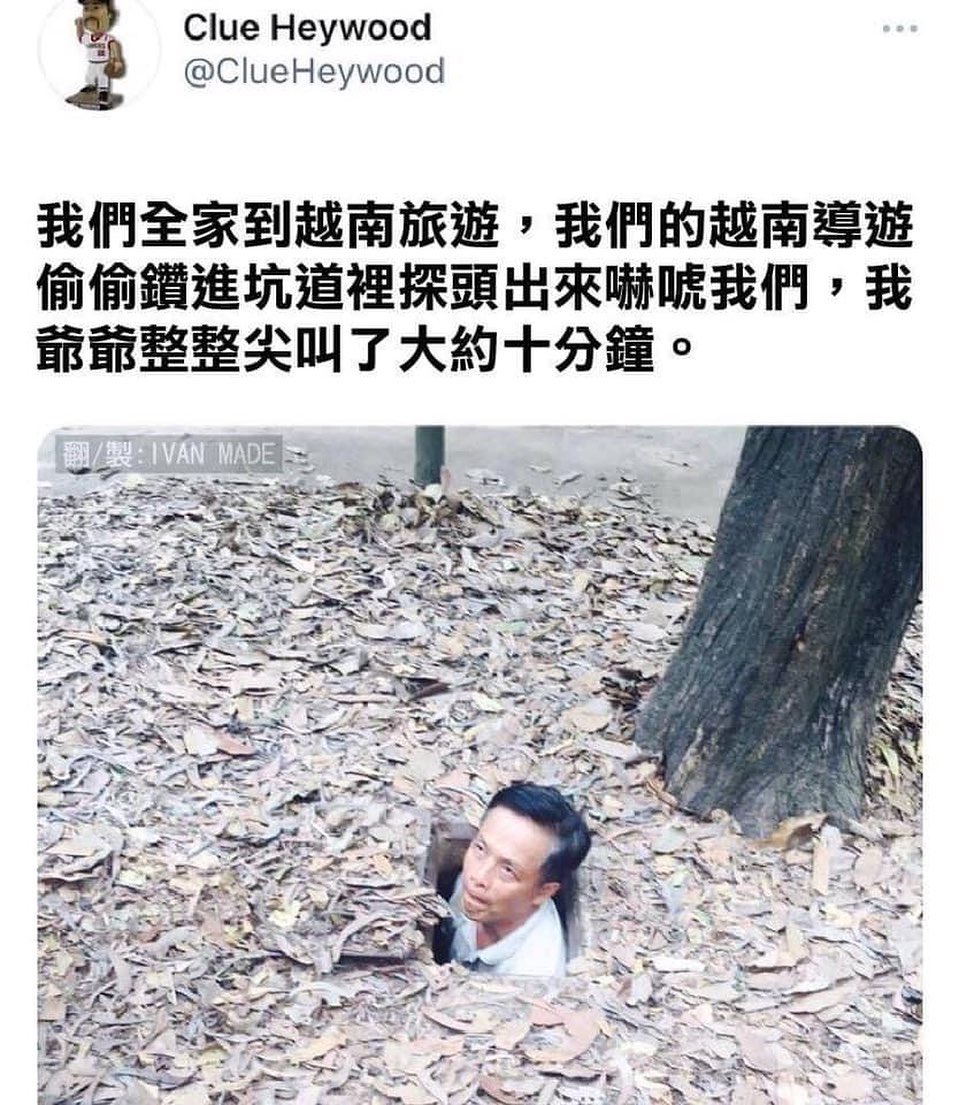 Clue Heywood
@ClueHeywood
我們全家到越南旅遊，我們的越南導遊
偷偷鑽進坑道裡探頭出來嚇唬我們，我
爺爺整整尖叫了大約十分鐘。
翻/製:IVAN MADE